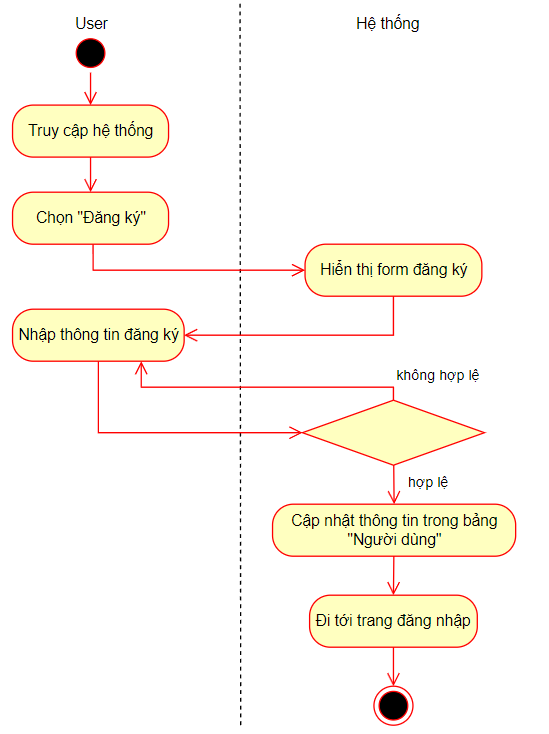 User
Hệ thống
Truy cập hệ thống
Chọn "Đăng ký"
Hiển thị form đăng ký
Nhập thông tin đăng ký
không hợp lệ
hợp lệ
Cập nhật thông tin trong bảng
"Người dùng"
Đi tới trang đăng nhập